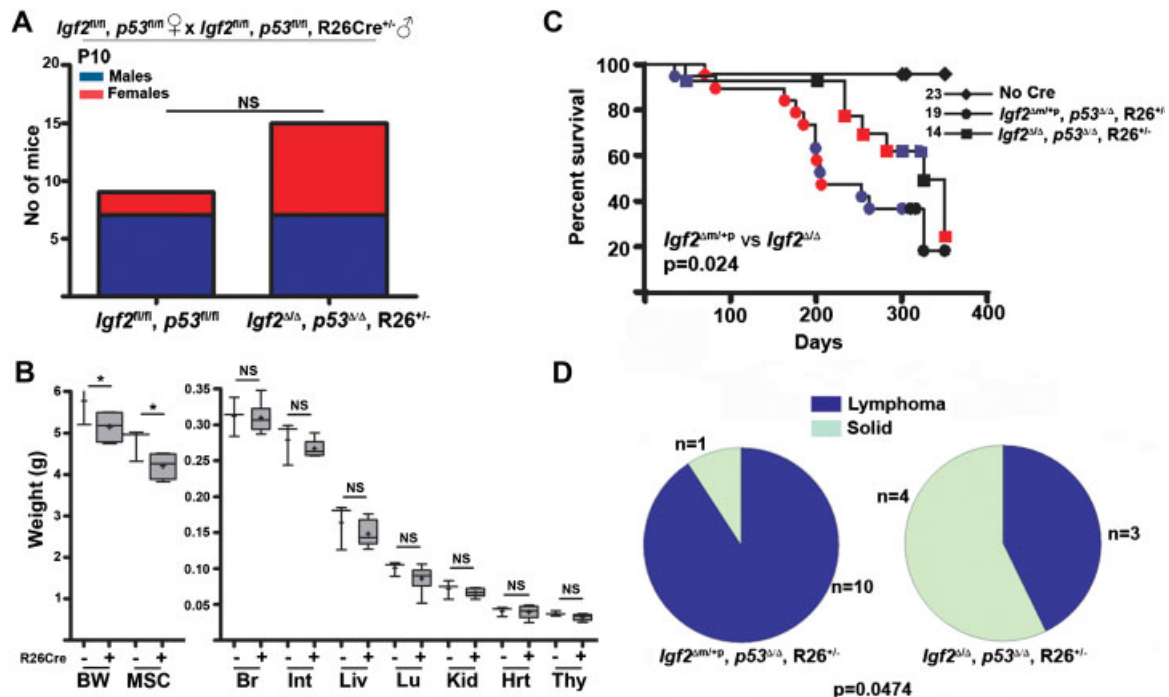 A
Igf2fl/fl, p53fl/fl ♀ x Igf2fl/fl, p53fl/fl, R26Cre+/- ♂
P10
Males
Females
NS
No of mice
20
15
10
5
Igf2fl/fl, p53fl/fl
Igf2Δ/Δ, p53Δ/Δ, R26+/-
B
Weight (g)
6
5
4
3
2
1
* *
0.35
0.30
0.25
0.20
0.15
0.10
0.05
NS NS NS NS NS NS NS
R26Cre - + - + - + - + - + - + - + - + - +
BW MSC Br Int Liv Lu Kid Hrt Thy
C
Percent survival
100
80
60
40
20
23 No Cre
19 Igf2Δm/+p, p53Δ/Δ, R26+/-
14 Igf2Δ/Δ, p53Δ/Δ, R26+/-
Igf2Δm/+p vs Igf2Δ/Δ
p=0.024
100 200 300 400
Days
D
Lymphoma
Solid
n=1
n=10
n=4
n=3
Igf2Δm/+p, p53Δ/Δ, R26+/-
Igf2Δ/Δ, p53Δ/Δ, R26+/-
p=0.0474